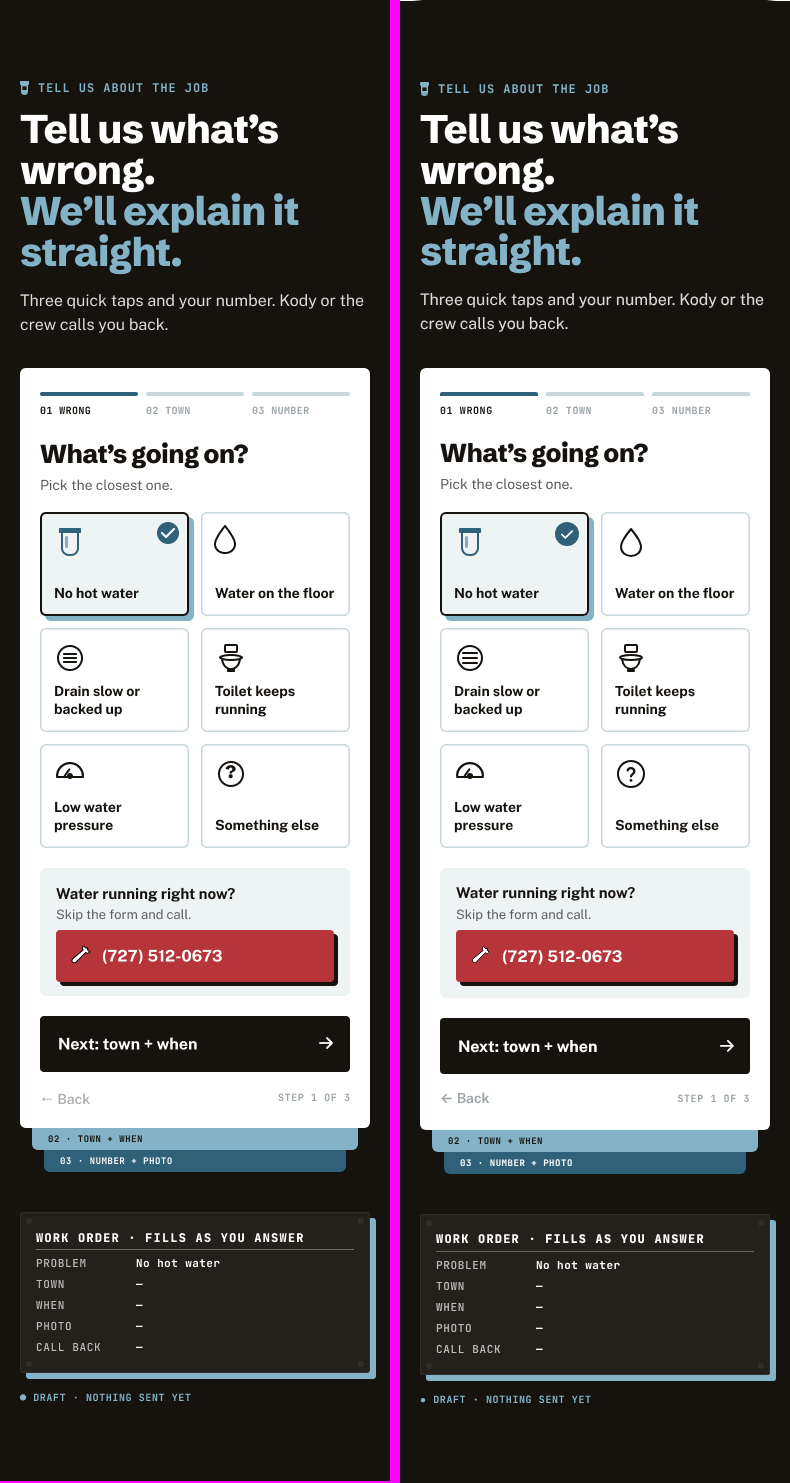 TELL US ABOUT THE JOB
Tell us what's
wrong.
We'll explain it
straight.
Three quick taps and your number. Kody or the
crew calls you back.
01 WRONG
02 TOWN
03 NUMBER
What's going on?
Pick the closest one.
No hot water
Water on the floor
Drain slow or
backed up
Toilet keeps
running
Low water
pressure
Something else
Water running right now?
Skip the form and call.
(727) 512-0673
Next: town + when →
← Back
STEP 1 OF 3
02 · TOWN + WHEN
03 · NUMBER + PHOTO
WORK ORDER · FILLS AS YOU ANSWER
PROBLEM No hot water
TOWN —
WHEN —
PHOTO —
CALL BACK —
DRAFT · NOTHING SENT YET
TELL US ABOUT THE JOB
Tell us what's
wrong.
We'll explain it
straight.
Three quick taps and your number. Kody or the
crew calls you back.
01 WRONG
02 TOWN
03 NUMBER
What's going on?
Pick the closest one.
No hot water
Water on the floor
Drain slow or
backed up
Toilet keeps
running
Low water
pressure
Something else
Water running right now?
Skip the form and call.
(727) 512-0673
Next: town + when →
← Back
STEP 1 OF 3
02 · TOWN + WHEN
03 · NUMBER + PHOTO
WORK ORDER · FILLS AS YOU ANSWER
PROBLEM No hot water
TOWN —
WHEN —
PHOTO —
CALL BACK —
DRAFT · NOTHING SENT YET